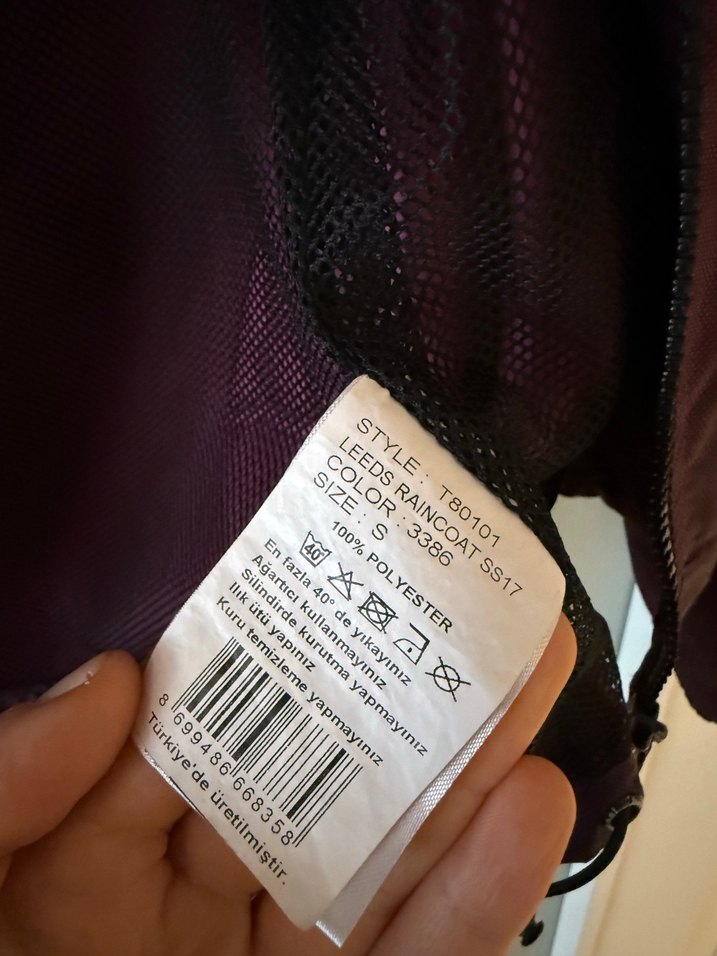 STYLE : T80101
LEEDS RAINCOAT SS17
COLOR : 3386
SIZE : S
100% POLYESTER
40
En fazla 40° de yıkayınız
Ağartıcı kullanmayınız
Silindirde kurutma yapmayınız
Ilık ütü yapınız
Kuru temizleme yapmayınız
8 699486 668358
Türkiye'de üretilmiştir.